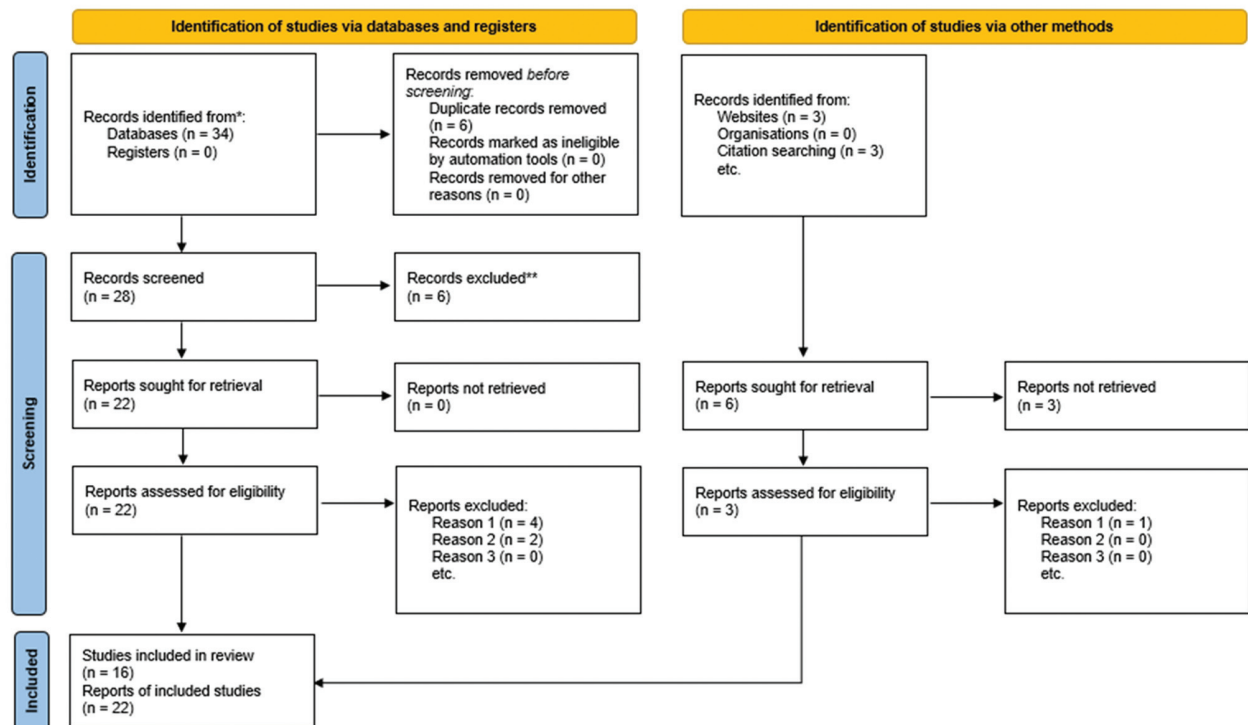 Identification of studies via databases and registers
Identification of studies via other methods
Identification
Records identified from*:
Databases (n = 34)
Registers (n = 0)
Records removed before
screening:
Duplicate records removed
(n = 6)
Records marked as ineligible
by automation tools (n = 0)
Records removed for other
reasons (n = 0)
Records identified from:
Websites (n = 3)
Organisations (n = 0)
Citation searching (n = 3)
etc.
Screening
Records screened
(n = 28)
Records excluded**
(n = 6)
Reports sought for retrieval
(n = 22)
Reports not retrieved
(n = 0)
Reports sought for retrieval
(n = 6)
Reports not retrieved
(n = 3)
Reports assessed for eligibility
(n = 22)
Reports excluded:
Reason 1 (n = 4)
Reason 2 (n = 2)
Reason 3 (n = 0)
etc.
Reports assessed for eligibility
(n = 3)
Reports excluded:
Reason 1 (n = 1)
Reason 2 (n = 0)
Reason 3 (n = 0)
etc.
Included
Studies included in review
(n = 16)
Reports of included studies
(n = 22)